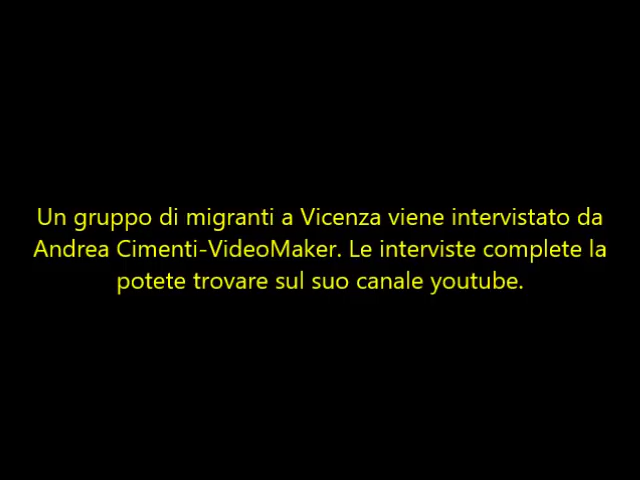 Un gruppo di migranti a Vicenza viene intervistato da
Andrea Cimenti-VideoMaker. Le interviste complete la
potete trovare sul suo canale youtube.